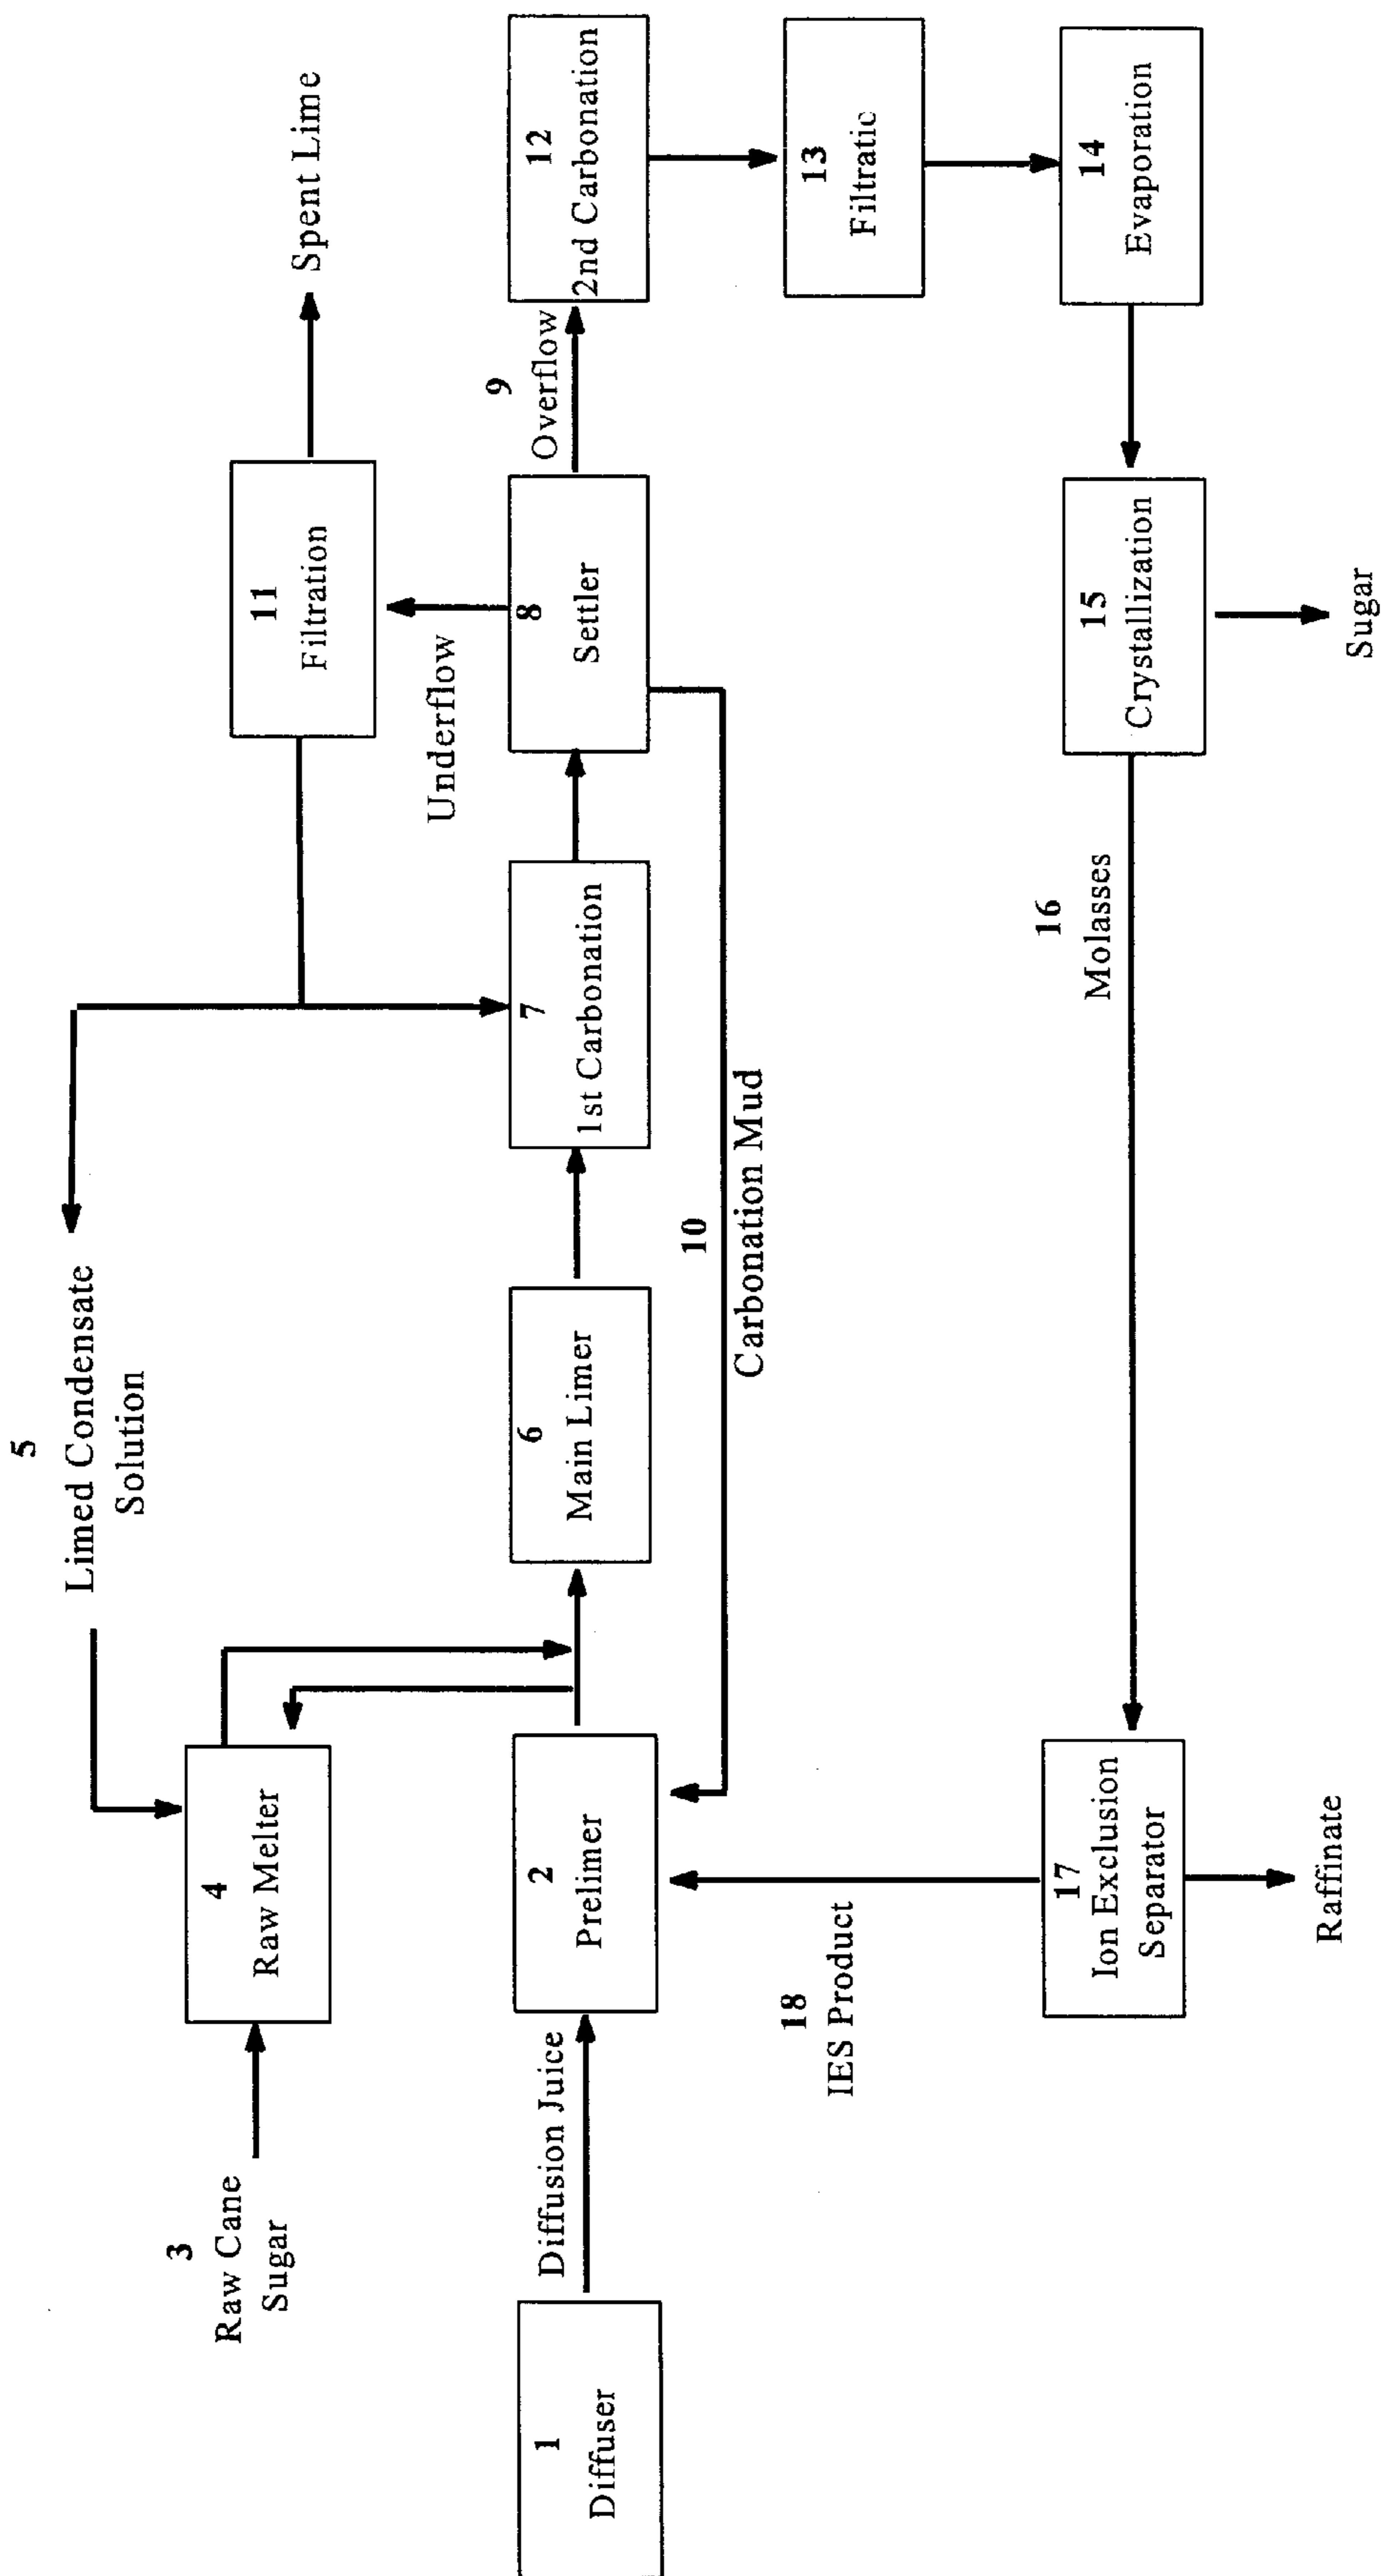 5
Limed Condensate
Solution
3
Raw Cane
Sugar
4
Raw Melter
11
Filtration
Spent Lime
Underflow
1
Diffuser
Diffusion Juice
2
Prelimer
6
Main Limer
7
1st Carbonation
8
Settler
9
Overflow
12
2nd Carbonation
10
Carbonation Mud
13
Filtratic
18
IES Product
16
Molasses
17
Ion Exclusion
Separator
15
Crystallization
14
Evaporation
Raffinate
Sugar